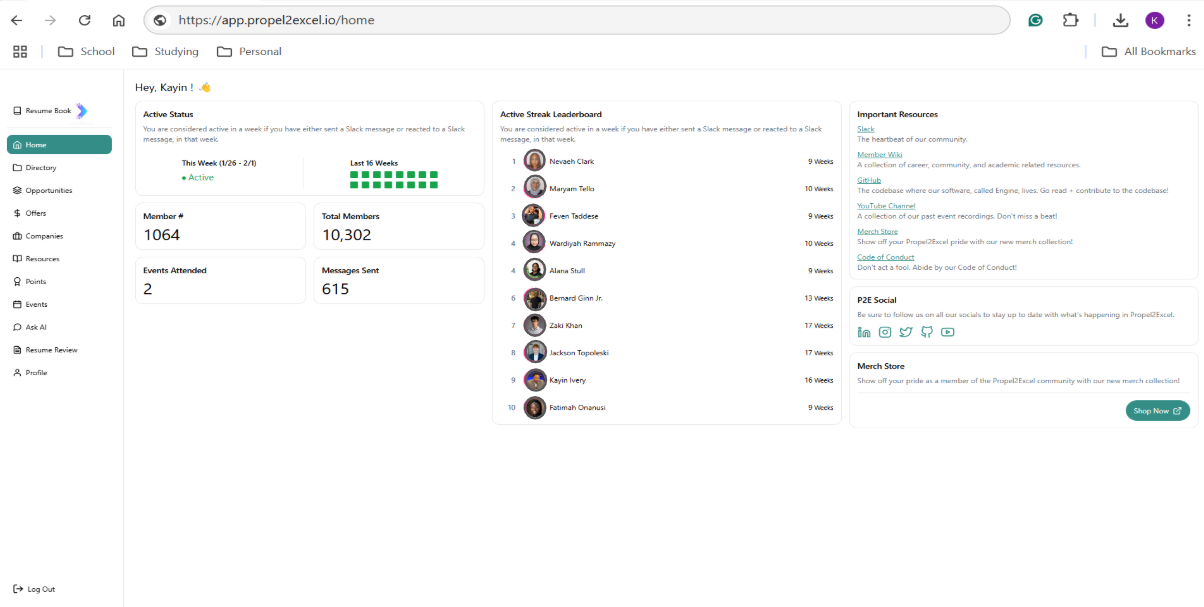 https://app.propel2excel.io/home
K
School
Studying
Personal
All Bookmarks
Resume Book
Home
Directory
Opportunities
Offers
Companies
Resources
Points
Events
Ask AI
Resume Review
Profile
Log Out
Hey, Kayin ! 👋
Active Status
You are considered active in a week if you have either sent a Slack message or reacted to a Slack
message, in that week.
This Week (1/26 - 2/1)
Active
Last 16 Weeks
Member #
1064
Total Members
10,302
Events Attended
2
Messages Sent
615
Active Streak Leaderboard
You are considered active in a week if you have either sent a Slack message or reacted to a Slack
message, in that week.
1 Nevaeh Clark 9 Weeks
2 Maryam Tello 10 Weeks
3 Feven Taddese 9 Weeks
4 Wardiyah Rammazy 10 Weeks
4 Alana Stull 9 Weeks
6 Bernard Ginn Jr. 13 Weeks
7 Zaki Khan 17 Weeks
8 Jackson Topoleski 17 Weeks
9 Kayin Ivery 16 Weeks
10 Fatimah Onanusi 9 Weeks
Important Resources
Slack
The heartbeat of our community.
Member Wiki
A collection of career, community, and academic related resources.
GitHub
The codebase where our software, called Engine, lives. Go read + contribute to the codebase!
YouTube Channel
A collection of our past event recordings. Don't miss a beat!
Merch Store
Show off your Propel2Excel pride with our new merch collection!
Code of Conduct
Don't act a fool. Abide by our Code of Conduct!
P2E Social
Be sure to follow us on all our socials to stay up to date with what's happening in Propel2Excel.
Merch Store
Show off your pride as a member of the Propel2Excel community with our new merch collection!
Shop Now